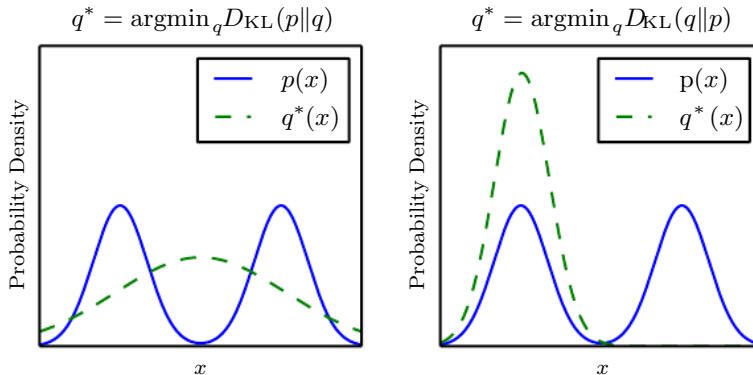 q* = argmin_q D_KL(p‖q)
p(x)
q*(x)
Probability Density
x
q* = argmin_q D_KL(q‖p)
p(x)
q*(x)
Probability Density
x